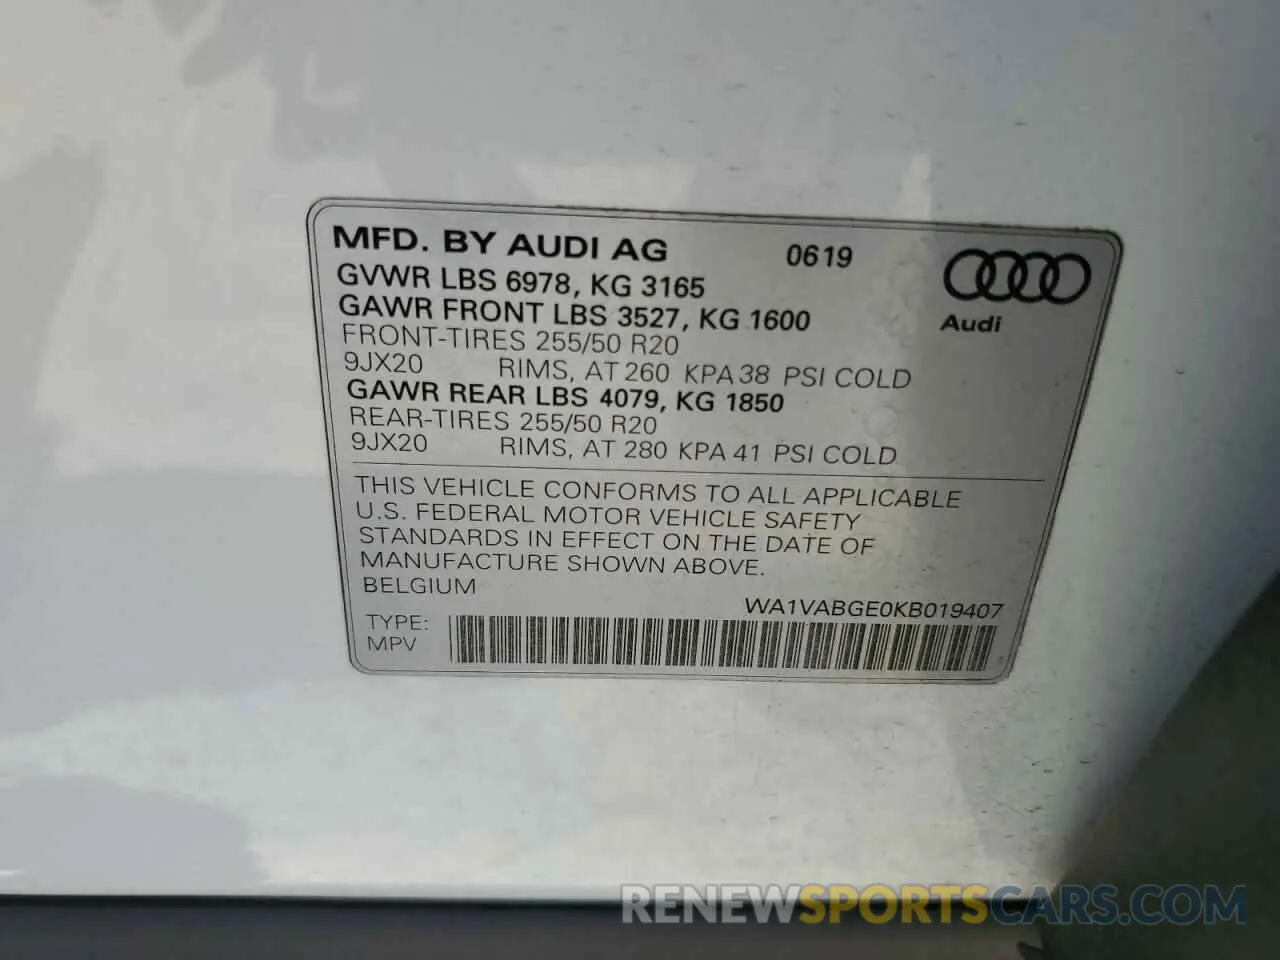 MFD. BY AUDI AG 0619
GVWR LBS 6978, KG 3165
GAWR FRONT LBS 3527, KG 1600
FRONT-TIRES 255/50 R20
9JX20 RIMS, AT 260 KPA 38 PSI COLD
GAWR REAR LBS 4079, KG 1850
REAR-TIRES 255/50 R20
9JX20 RIMS, AT 280 KPA 41 PSI COLD
Audi
THIS VEHICLE CONFORMS TO ALL APPLICABLE
U.S. FEDERAL MOTOR VEHICLE SAFETY
STANDARDS IN EFFECT ON THE DATE OF
MANUFACTURE SHOWN ABOVE.
BELGIUM
WA1VABGE0KB019407
TYPE:
MPV
RENEWSPORTSCARS.COM